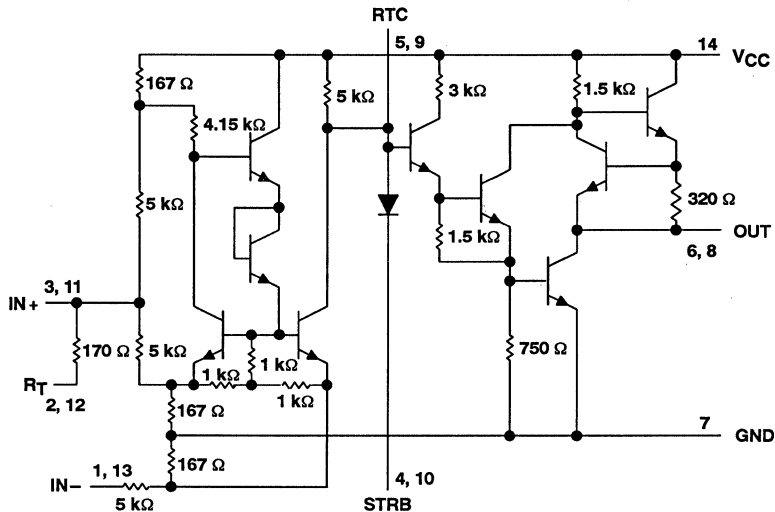 RTC
5, 9
14
VCC
167 Ω
5 kΩ
3 kΩ
1.5 kΩ
4.15 kΩ
5 kΩ
320 Ω
1.5 kΩ
OUT
6, 8
3, 11
IN+
170 Ω
5 kΩ
1 kΩ
750 Ω
RT
1 kΩ
1 kΩ
2, 12
167 Ω
7
GND
167 Ω
1, 13
4, 10
IN–
5 kΩ
STRB